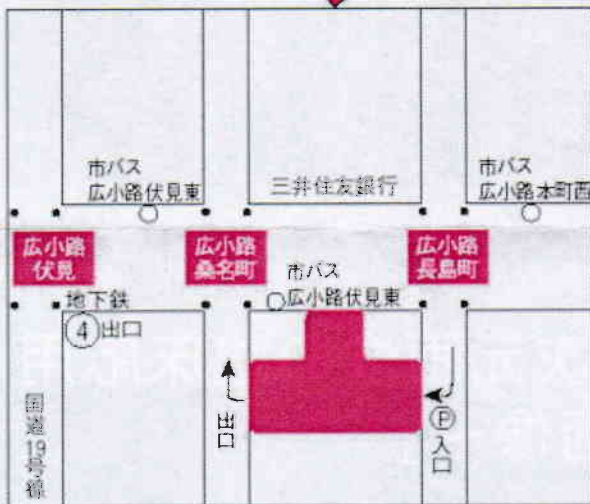 市バス
広小路伏見東
三井住友銀行
市バス
広小路本町西
広小路
伏見
広小路
桑名町
広小路
長島町
市バス
広小路伏見東
地下鉄
④出口
国道19号線
出口
Ⓟ入口